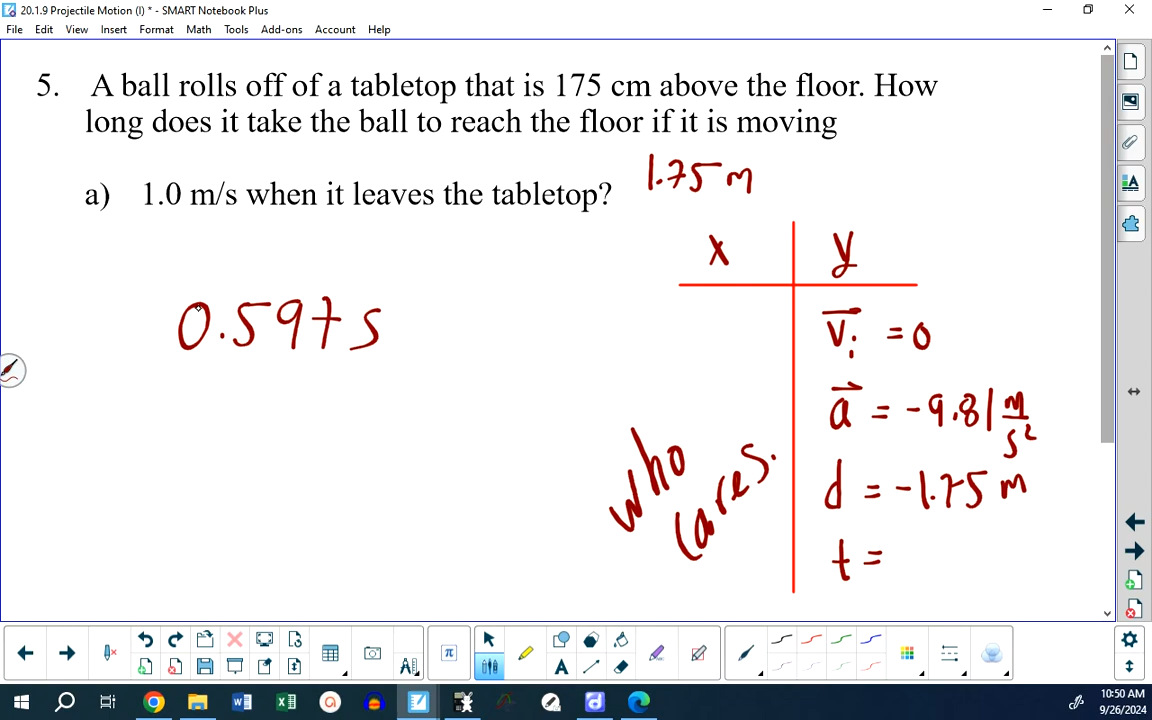 20.1.9 Projectile Motion (I) * - SMART Notebook Plus
File Edit View Insert Format Math Tools Add-ons Account Help
5. A ball rolls off of a tabletop that is 175 cm above the floor. How
long does it take the ball to reach the floor if it is moving
1.75 m
a) 1.0 m/s when it leaves the tabletop?
x y
0.597 s
v⃗i = 0
a⃗ = -9.81 m/s²
who cares.
d = -1.75 m
t =
π
A
10:50 AM
9/26/2024